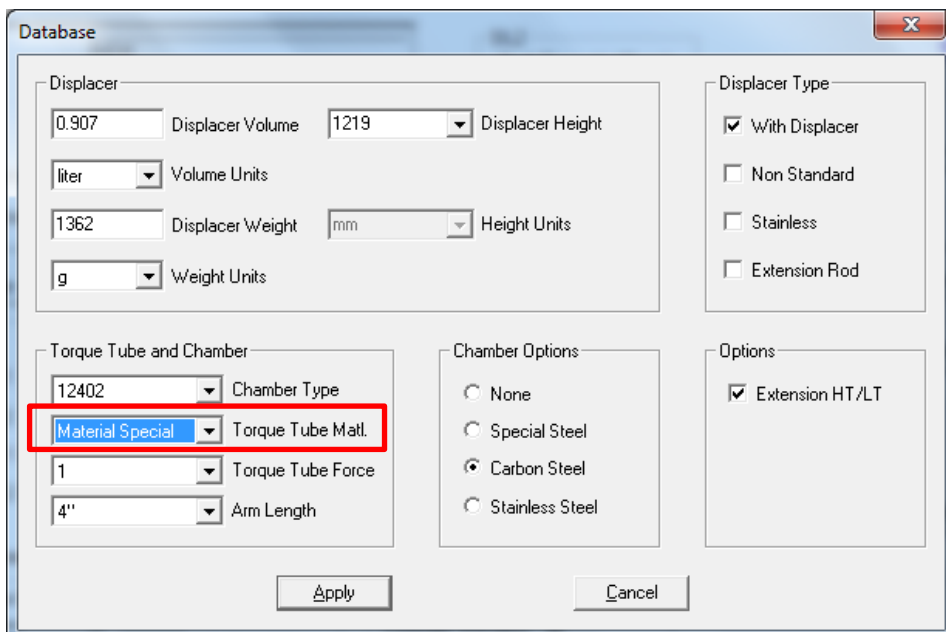 Database
Displacer
0.907 Displacer Volume 1219 Displacer Height
liter Volume Units
1362 Displacer Weight mm Height Units
g Weight Units
Displacer Type
With Displacer
Non Standard
Stainless
Extension Rod
Torque Tube and Chamber
12402 Chamber Type
Material Special Torque Tube Matl.
1 Torque Tube Force
4" Arm Length
Chamber Options
None
Special Steel
Carbon Steel
Stainless Steel
Options
Extension HT/LT
Apply Cancel